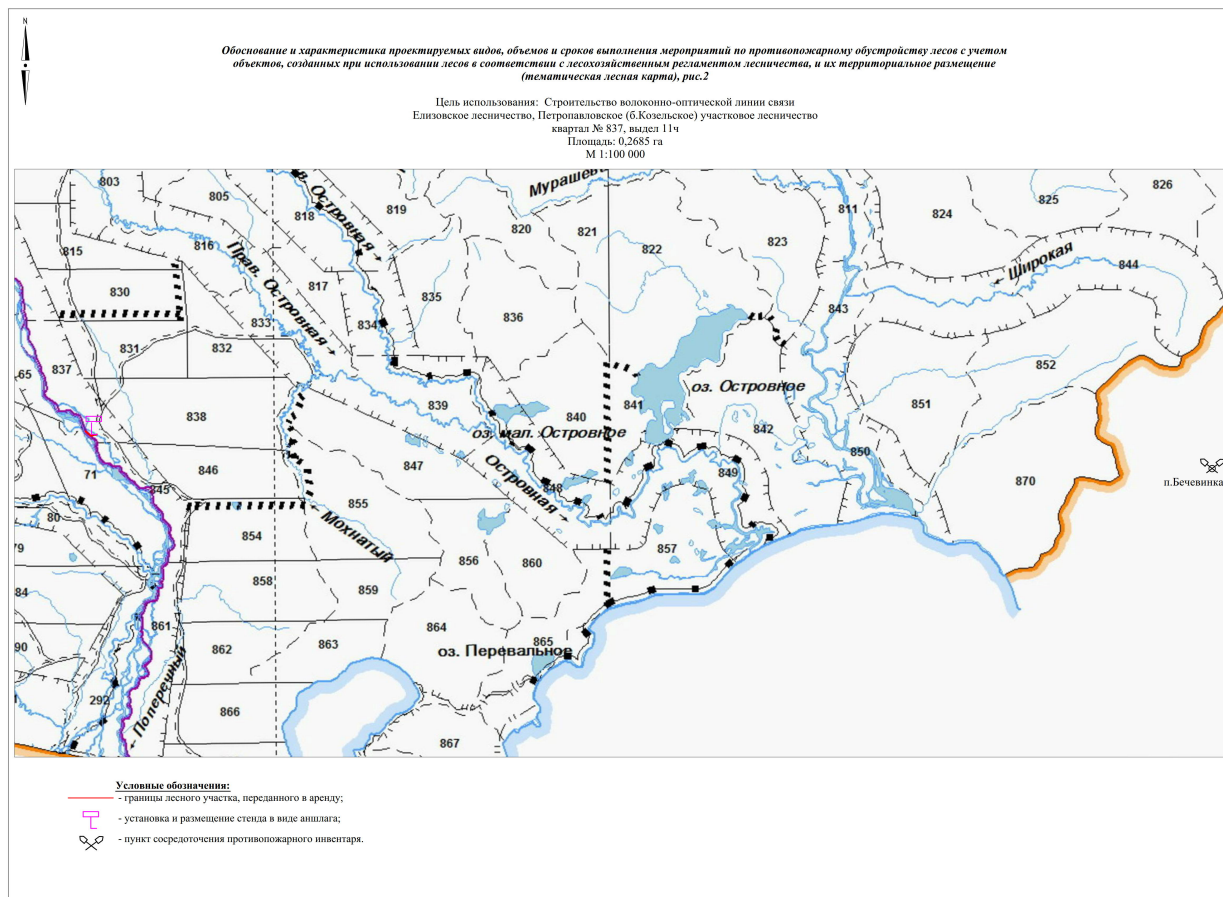 N
Обоснование и характеристика проектируемых видов, объемов и сроков выполнения мероприятий по противопожарному обустройству лесов с учетом
объектов, созданных при использовании лесов в соответствии с лесохозяйственным регламентом лесничества, и их территориальное размещение
(тематическая лесная карта), рис.2
Цель использования: Строительство волоконно-оптической линии связи
Елизовское лесничество, Петропавловское (б.Козельское) участковое лесничество
квартал № 837, выдел 11ч
Площадь: 0,2685 га
М 1:100 000
803
805
818
в. Островная
819
820
Мурашев
821
822
823
811
824
825
826
815
816
Прав. Островная
817
830
833
834
835
836
843
Широкая
844
831
832
65
837
838
839
оз. мал. Островное
840
841
оз. Островное
842
851
852
850
870
п.Бечевинка
71
846
845
847
Островная
848
849
855
Мохнатый
80
854
856
860
857
79
858
859
84
861
862
863
864
865
оз. Перевальное
90
Поперечный
292
866
867
Условные обозначения:
- границы лесного участка, переданного в аренду;
- установка и размещение стенда в виде аншлага;
- пункт сосредоточения противопожарного инвентаря.